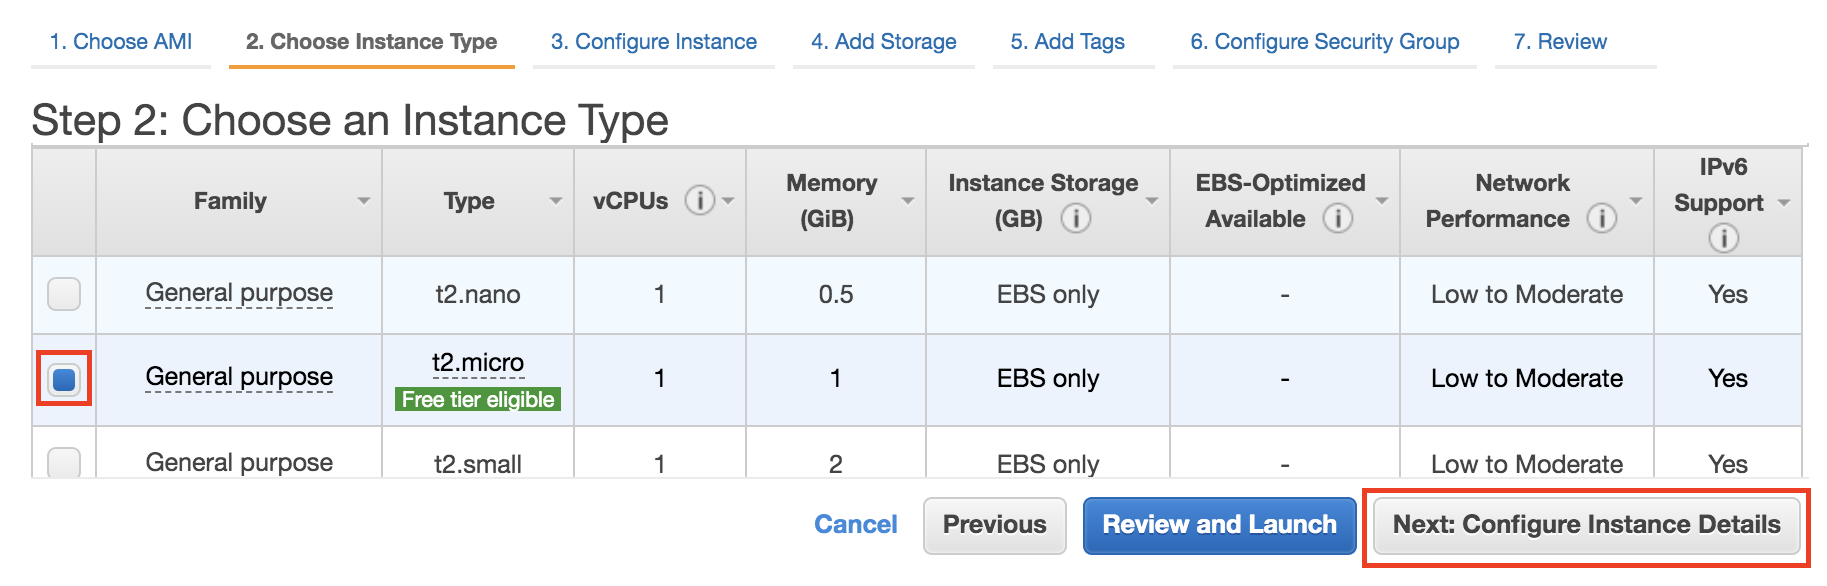 1. Choose AMI 2. Choose Instance Type 3. Configure Instance 4. Add Storage 5. Add Tags 6. Configure Security Group 7. Review
Step 2: Choose an Instance Type
Family Type vCPUs i Memory (GiB) Instance Storage (GB) i EBS-Optimized Available i Network Performance i IPv6 Support i
General purpose t2.nano 1 0.5 EBS only - Low to Moderate Yes
General purpose t2.micro Free tier eligible 1 1 EBS only - Low to Moderate Yes
General purpose t2.small 1 2 EBS only - Low to Moderate Yes
Cancel Previous Review and Launch Next: Configure Instance Details